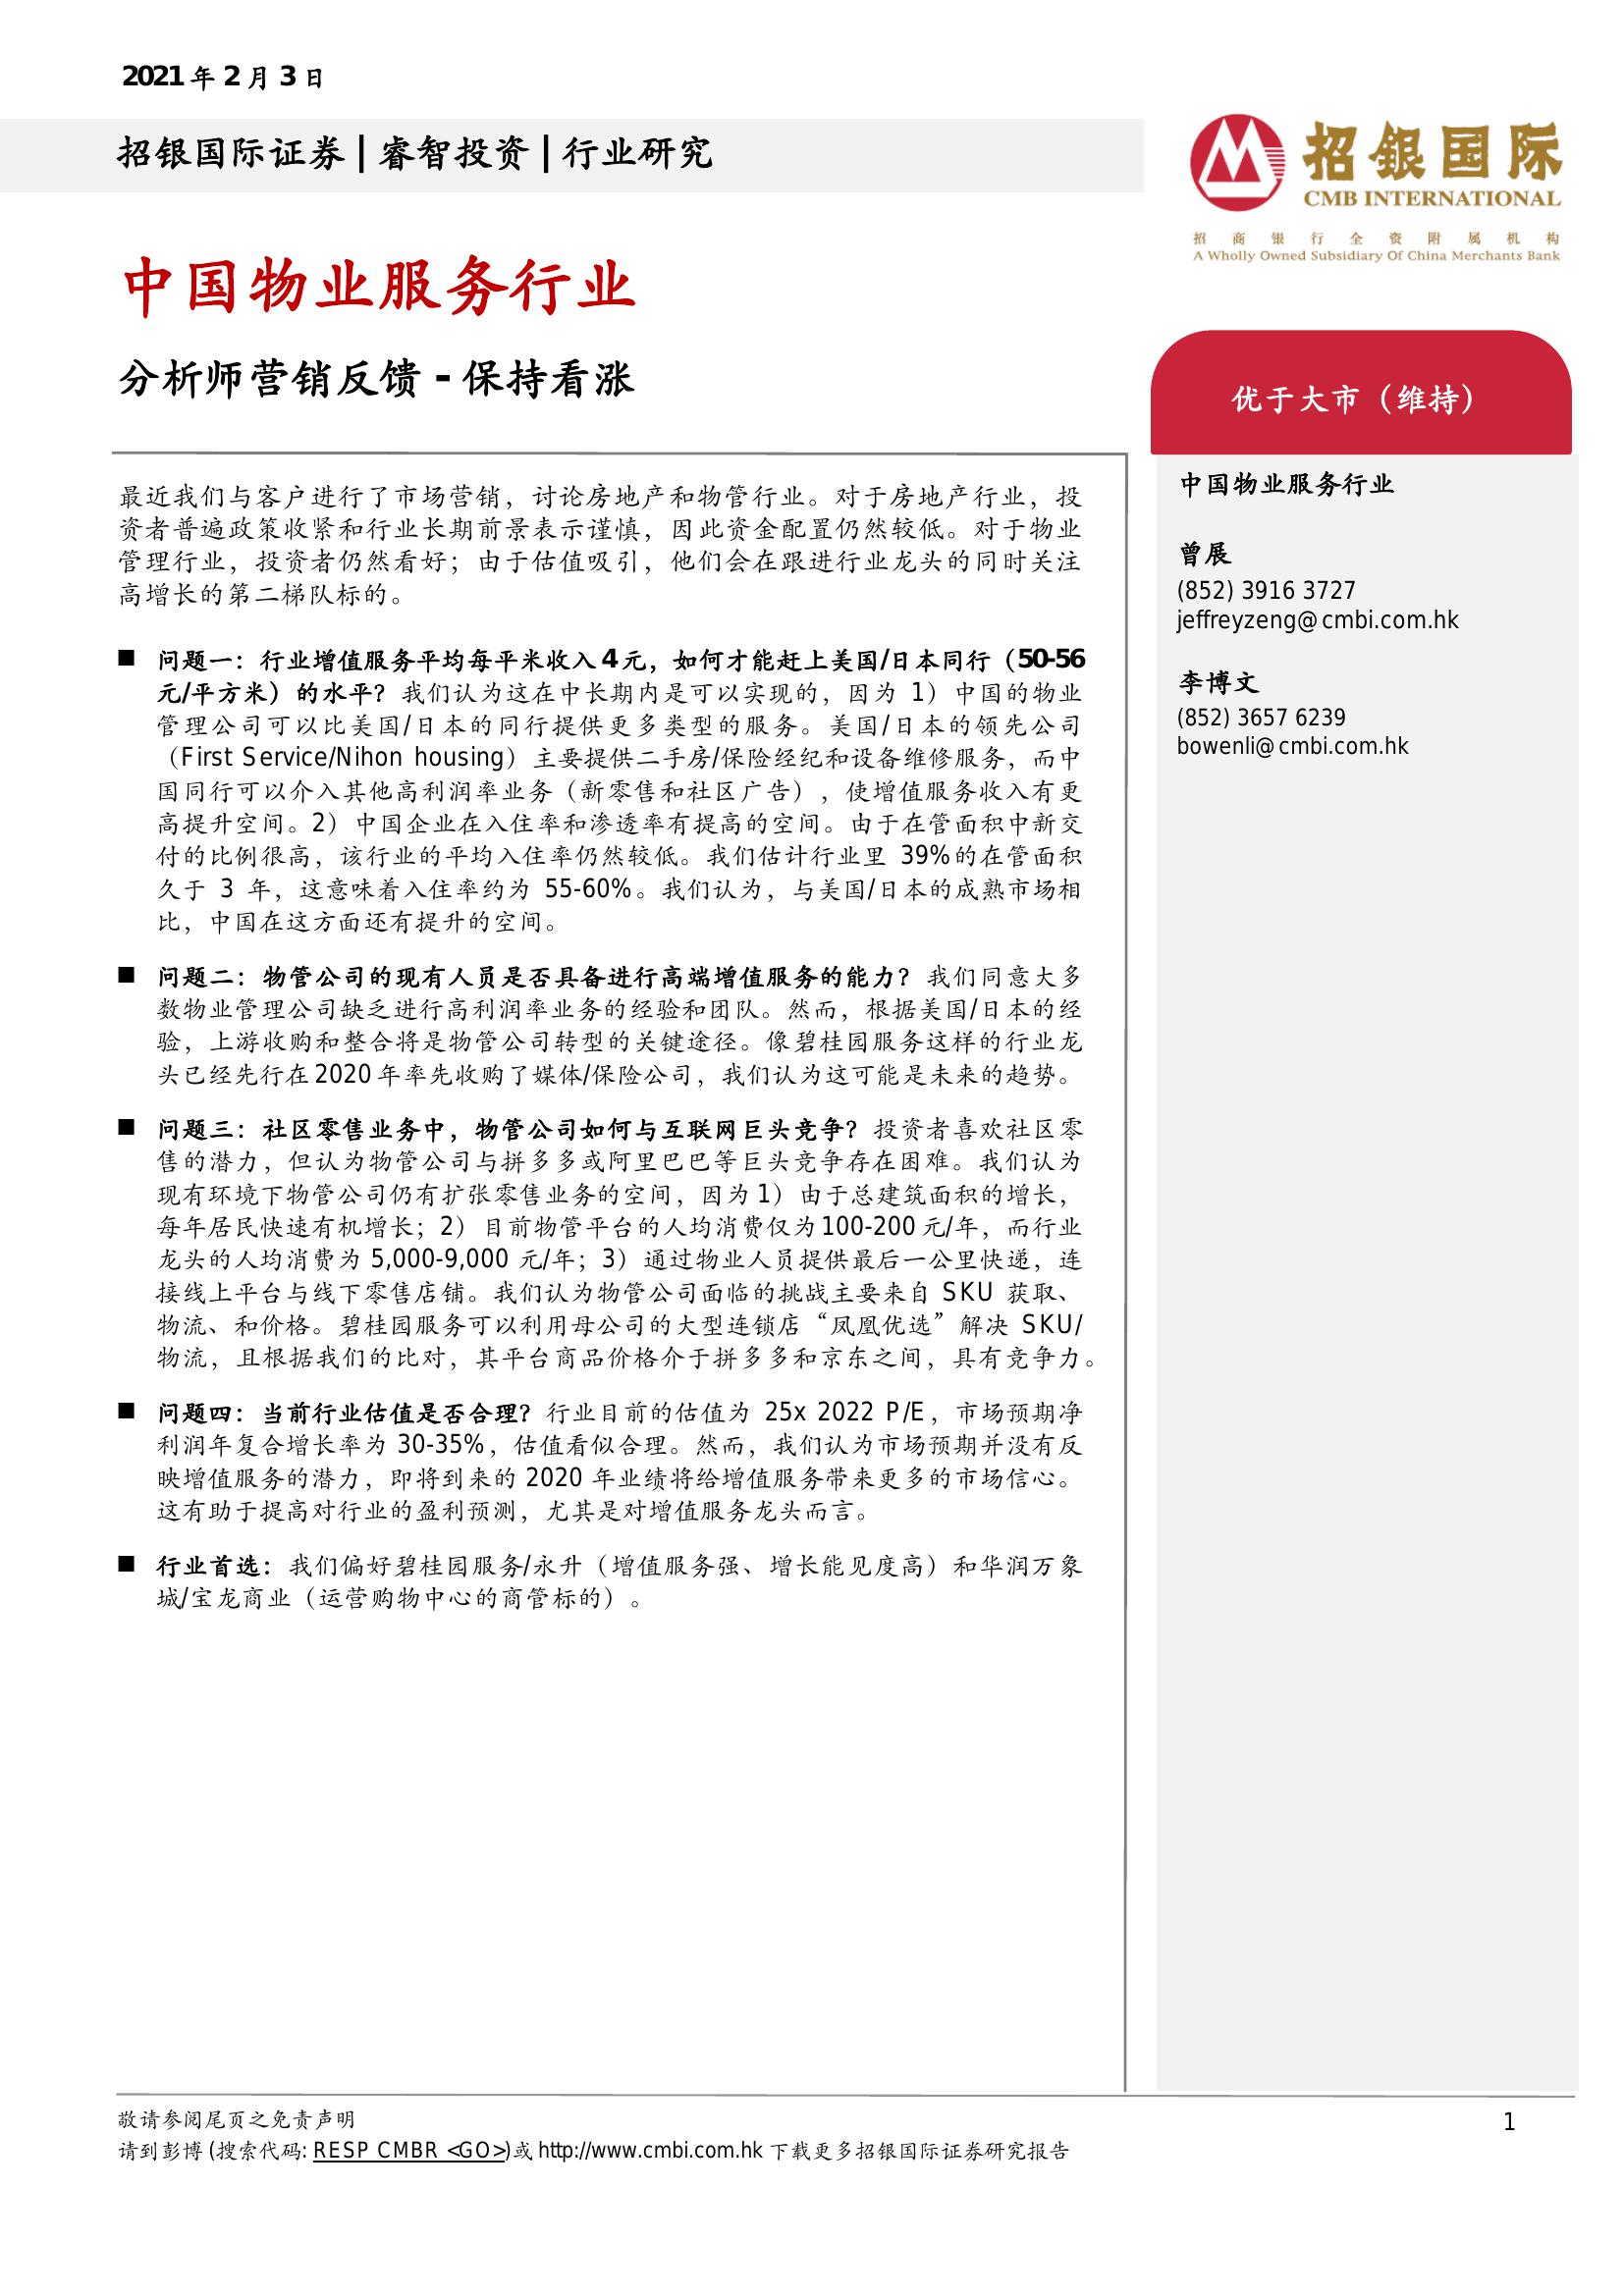 2021 年 2 月 3 日
招银国际证券 | 睿智投资 | 行业研究
招银国际
CMB INTERNATIONAL
招商银行全资附属机构
A Wholly Owned Subsidiary Of China Merchants Bank
中国物业服务行业
分析师营销反馈 - 保持看涨
最近我们与客户进行了市场营销，讨论房地产和物管行业。对于房地产行业，投
资者普遍政策收紧和行业长期前景表示谨慎，因此资金配置仍然较低。对于物业
管理行业，投资者仍然看好；由于估值吸引，他们会在跟进行业龙头的同时关注
高增长的第二梯队标的。
■ 问题一：行业增值服务平均每平米收入 4 元，如何才能赶上美国/日本同行（50-56
元/平方米）的水平？我们认为这在中长期内是可以实现的，因为 1）中国的物业
管理公司可以比美国/日本的同行提供更多类型的服务。美国/日本的领先公司
（First Service/Nihon housing）主要提供二手房/保险经纪和设备维修服务，而中
国同行可以介入其他高利润率业务（新零售和社区广告），使增值服务收入有更
高提升空间。2）中国企业在入住率和渗透率有提高的空间。由于在管面积中新交
付的比例很高，该行业的平均入住率仍然较低。我们估计行业里 39%的在管面积
久于 3 年，这意味着入住率约为 55-60%。我们认为，与美国/日本的成熟市场相
比，中国在这方面还有提升的空间。
■ 问题二：物管公司的现有人员是否具备进行高端增值服务的能力？我们同意大多
数物业管理公司缺乏进行高利润率业务的经验和团队。然而，根据美国/日本的经
验，上游收购和整合将是物管公司转型的关键途径。像碧桂园服务这样的行业龙
头已经先行在 2020 年率先收购了媒体/保险公司，我们认为这可能是未来的趋势。
■ 问题三：社区零售业务中，物管公司如何与互联网巨头竞争？投资者喜欢社区零
售的潜力，但认为物管公司与拼多多或阿里巴巴等巨头竞争存在困难。我们认为
现有环境下物管公司仍有扩张零售业务的空间，因为 1）由于总建筑面积的增长，
每年居民快速有机增长；2）目前物管平台的人均消费仅为 100-200 元/年，而行业
龙头的人均消费为 5,000-9,000 元/年；3）通过物业人员提供最后一公里快递，连
接线上平台与线下零售店铺。我们认为物管公司面临的挑战主要来自 SKU 获取、
物流、和价格。碧桂园服务可以利用母公司的大型连锁店“凤凰优选”解决 SKU/
物流，且根据我们的比对，其平台商品价格介于拼多多和京东之间，具有竞争力。
■ 问题四：当前行业估值是否合理？行业目前的估值为 25x 2022 P/E，市场预期净
利润年复合增长率为 30-35%，估值看似合理。然而，我们认为市场预期并没有反
映增值服务的潜力，即将到来的 2020 年业绩将给增值服务带来更多的市场信心。
这有助于提高对行业的盈利预测，尤其是对增值服务龙头而言。
■ 行业首选：我们偏好碧桂园服务/永升（增值服务强、增长能见度高）和华润万象
城/宝龙商业（运营购物中心的商管标的）。
优于大市（维持）
中国物业服务行业
曾展
(852) 3916 3727
jeffreyzeng@cmbi.com.hk
李博文
(852) 3657 6239
bowenli@cmbi.com.hk
敬请参阅尾页之免责声明
请到彭博 (搜索代码: RESP CMBR <GO>)或 http://www.cmbi.com.hk 下载更多招银国际证券研究报告
1